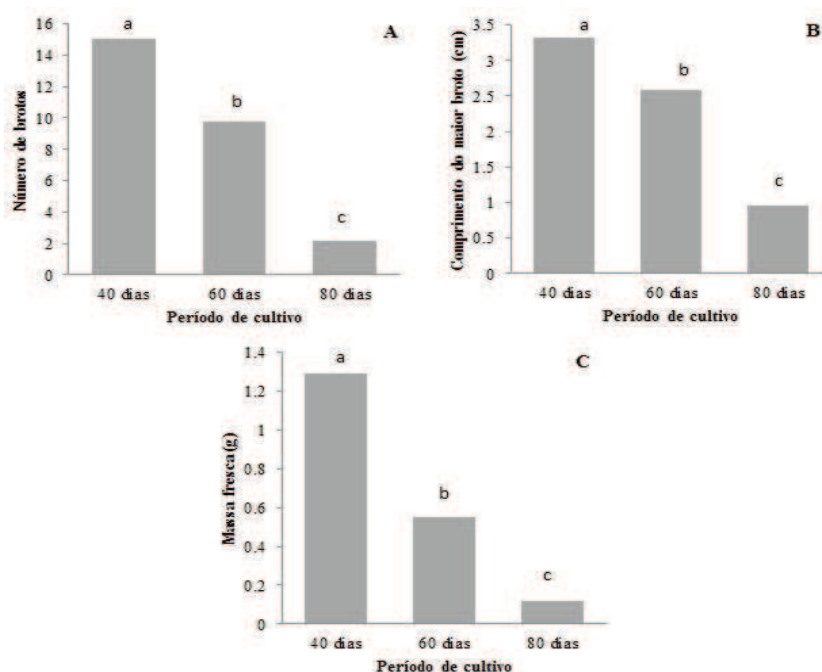 A
Número de brotos
16
14
12
10
8
6
4
2
0
a
b
c
40 dias 60 dias 80 dias
Período de cultivo
B
Comprimento do maior broto (cm)
3.5
3
2.5
2
1.5
1
0.5
0
a
b
c
40 dias 60 dias 80 dias
Período de cultivo
C
Massa fresca(g)
1.4
1.2
1
0.8
0.6
0.4
0.2
0
a
b
c
40 dias 60 dias 80 dias
Período de cultivo